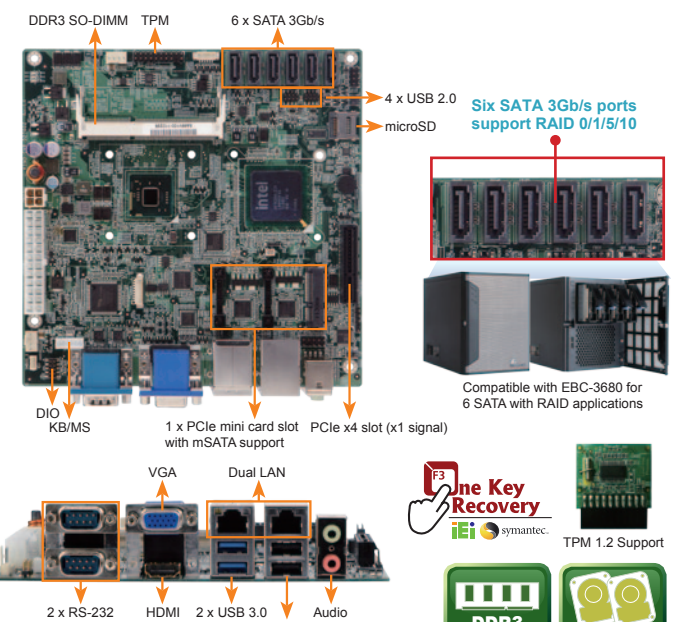 DDR3 SO-DIMM TPM 6 x SATA 3Gb/s
4 x USB 2.0
microSD
Six SATA 3Gb/s ports
support RAID 0/1/5/10
intel
Compatible with EBC-3680 for
6 SATA with RAID applications
DIO
KB/MS
1 x PCIe mini card slot
with mSATA support
PCIe x4 slot (x1 signal)
VGA Dual LAN
F3
One Key
Recovery
iEi symantec.
TPM 1.2 Support
2 x RS-232 HDMI 2 x USB 3.0 Audio
DDR3